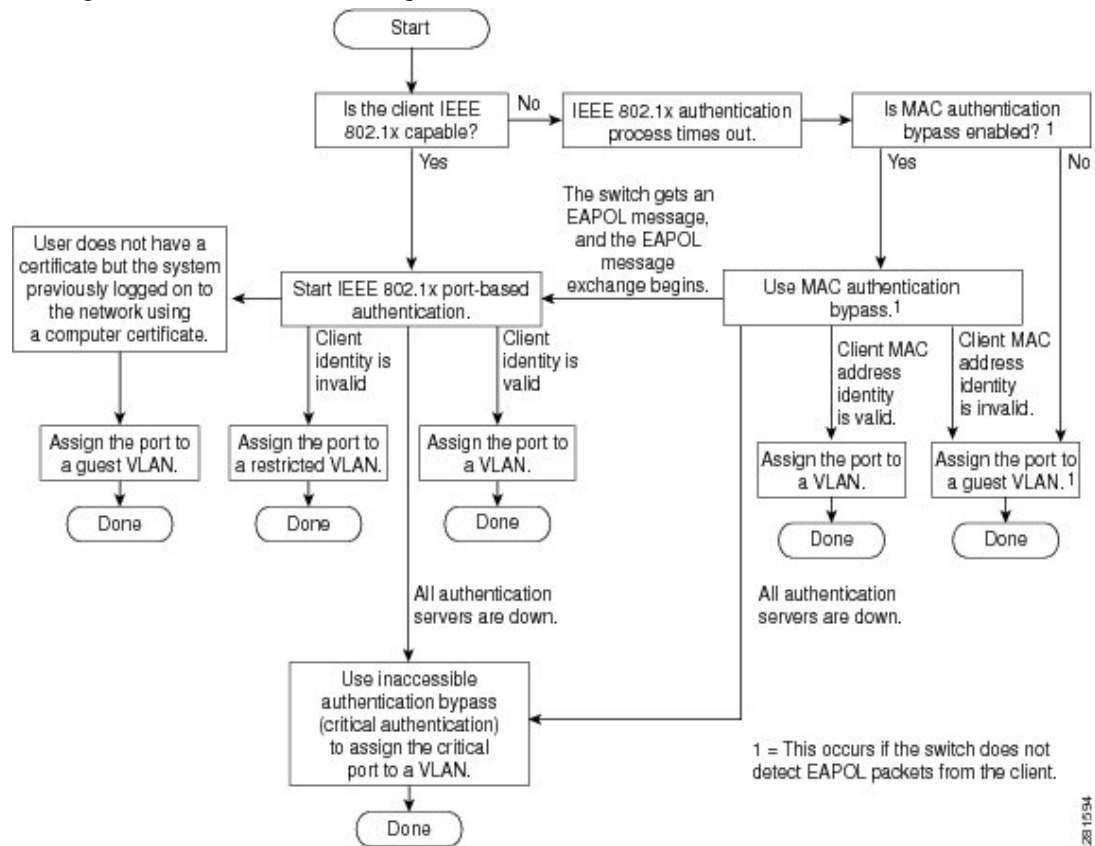 Start
Is the client IEEE
802.1x capable?
No
IEEE 802.1x authentication
process times out.
Is MAC authentication
bypass enabled? 1
Yes
Yes
No
The switch gets an
EAPOL message,
and the EAPOL
message
exchange begins.
User does not have a
certificate but the system
previously logged on to
the network using
a computer certificate.
Start IEEE 802.1x port-based
authentication.
Use MAC authentication
bypass.1
Client
identity is
invalid
Client
identity is
valid
Client MAC
address
identity
is valid.
Client MAC
address
identity
is invalid.
Assign the port to
a guest VLAN.
Assign the port to
a restricted VLAN.
Assign the port to
a VLAN.
Assign the port to
a VLAN.
Assign the port to
a guest VLAN.1
Done
Done
Done
Done
Done
All authentication
servers are down.
All authentication
servers are down.
Use inaccessible
authentication bypass
(critical authentication)
to assign the critical
port to a VLAN.
1 = This occurs if the switch does not
detect EAPOL packets from the client.
Done
281594